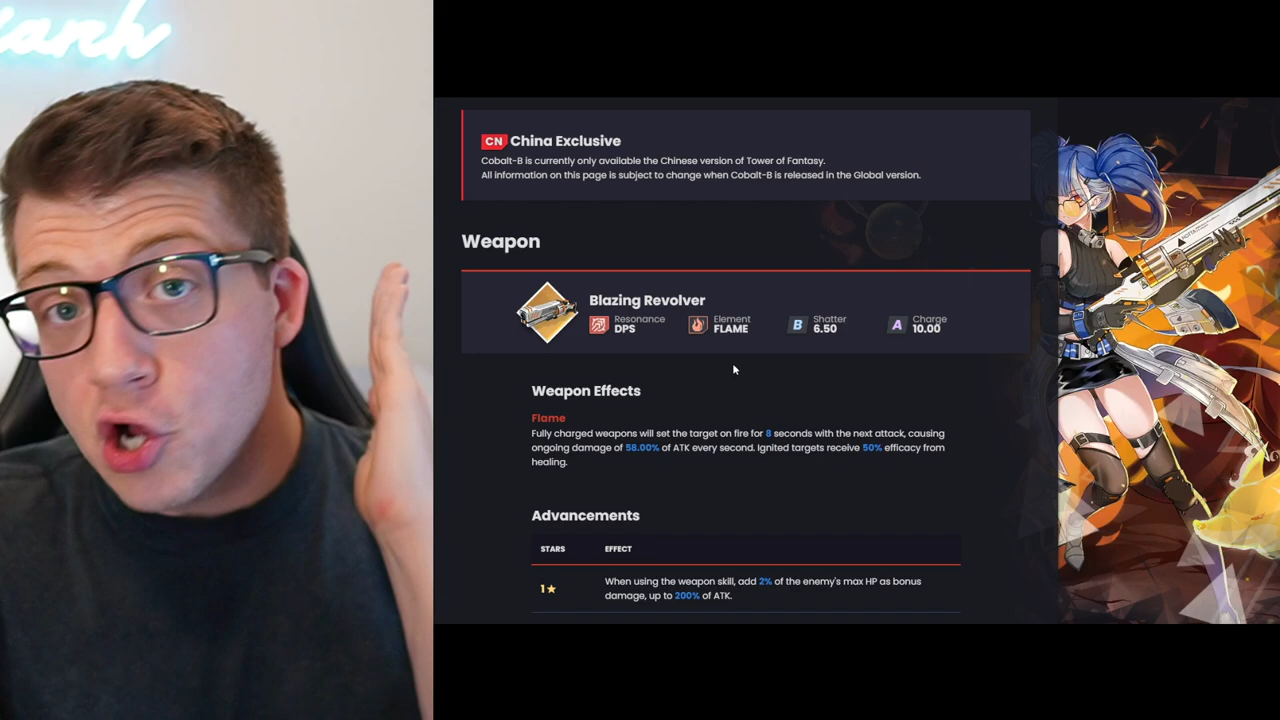 CN China Exclusive
Cobalt-B is currently only available the Chinese version of Tower of Fantasy.
All information on this page is subject to change when Cobalt-B is released in the Global version.
Weapon
Blazing Revolver
Resonance
DPS
Element
FLAME
B Shatter
6.50
A Charge
10.00
Weapon Effects
Flame
Fully charged weapons will set the target on fire for 8 seconds with the next attack, causing
ongoing damage of 58.00% of ATK every second. Ignited targets receive 50% efficacy from
healing.
Advancements
STARS EFFECT
1★ When using the weapon skill, add 2% of the enemy's max HP as bonus
damage, up to 200% of ATK.